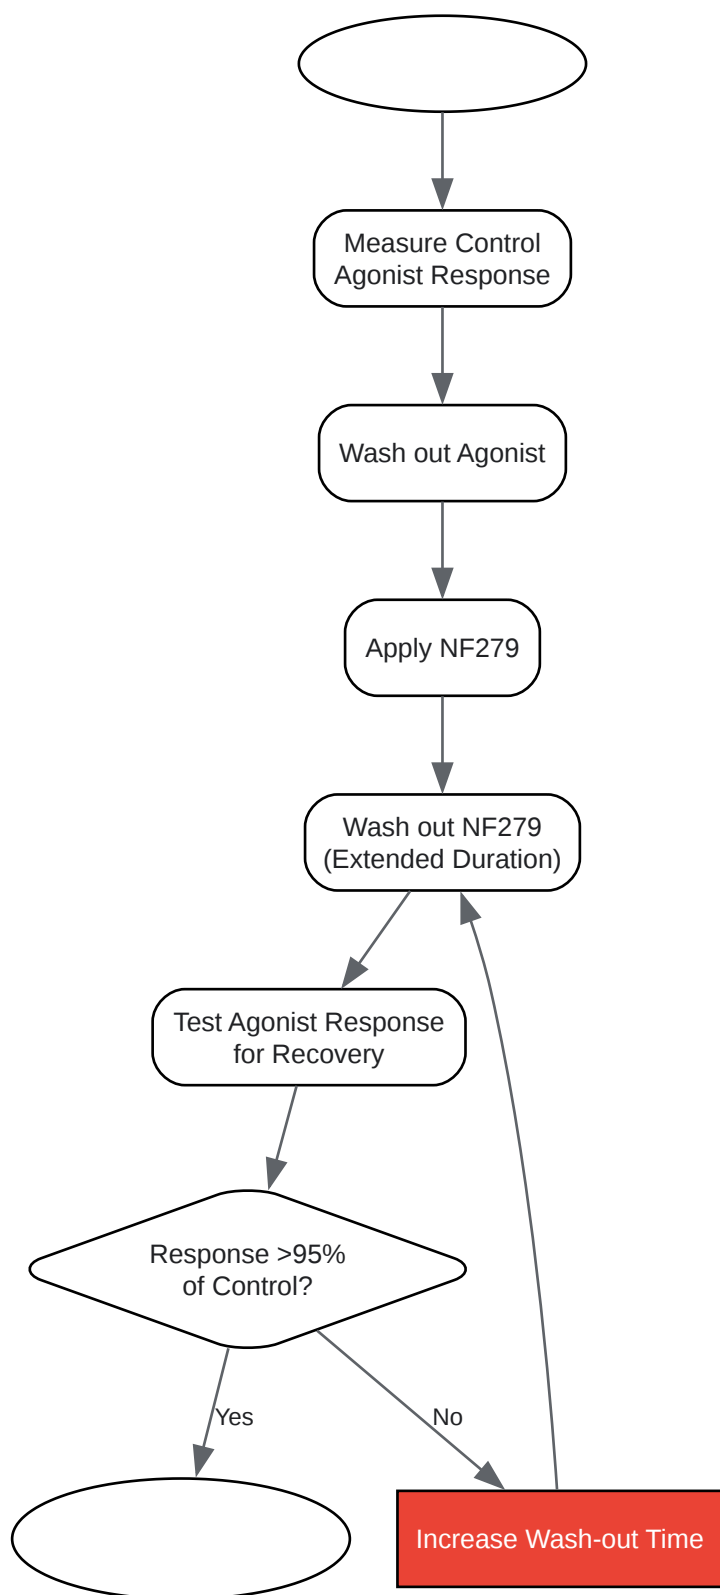 Measure Control
Agonist Response
Wash out Agonist
Apply NF279
Wash out NF279
(Extended Duration)
Test Agonist Response
for Recovery
Response >95%
of Control?
Yes
No
Increase Wash-out Time